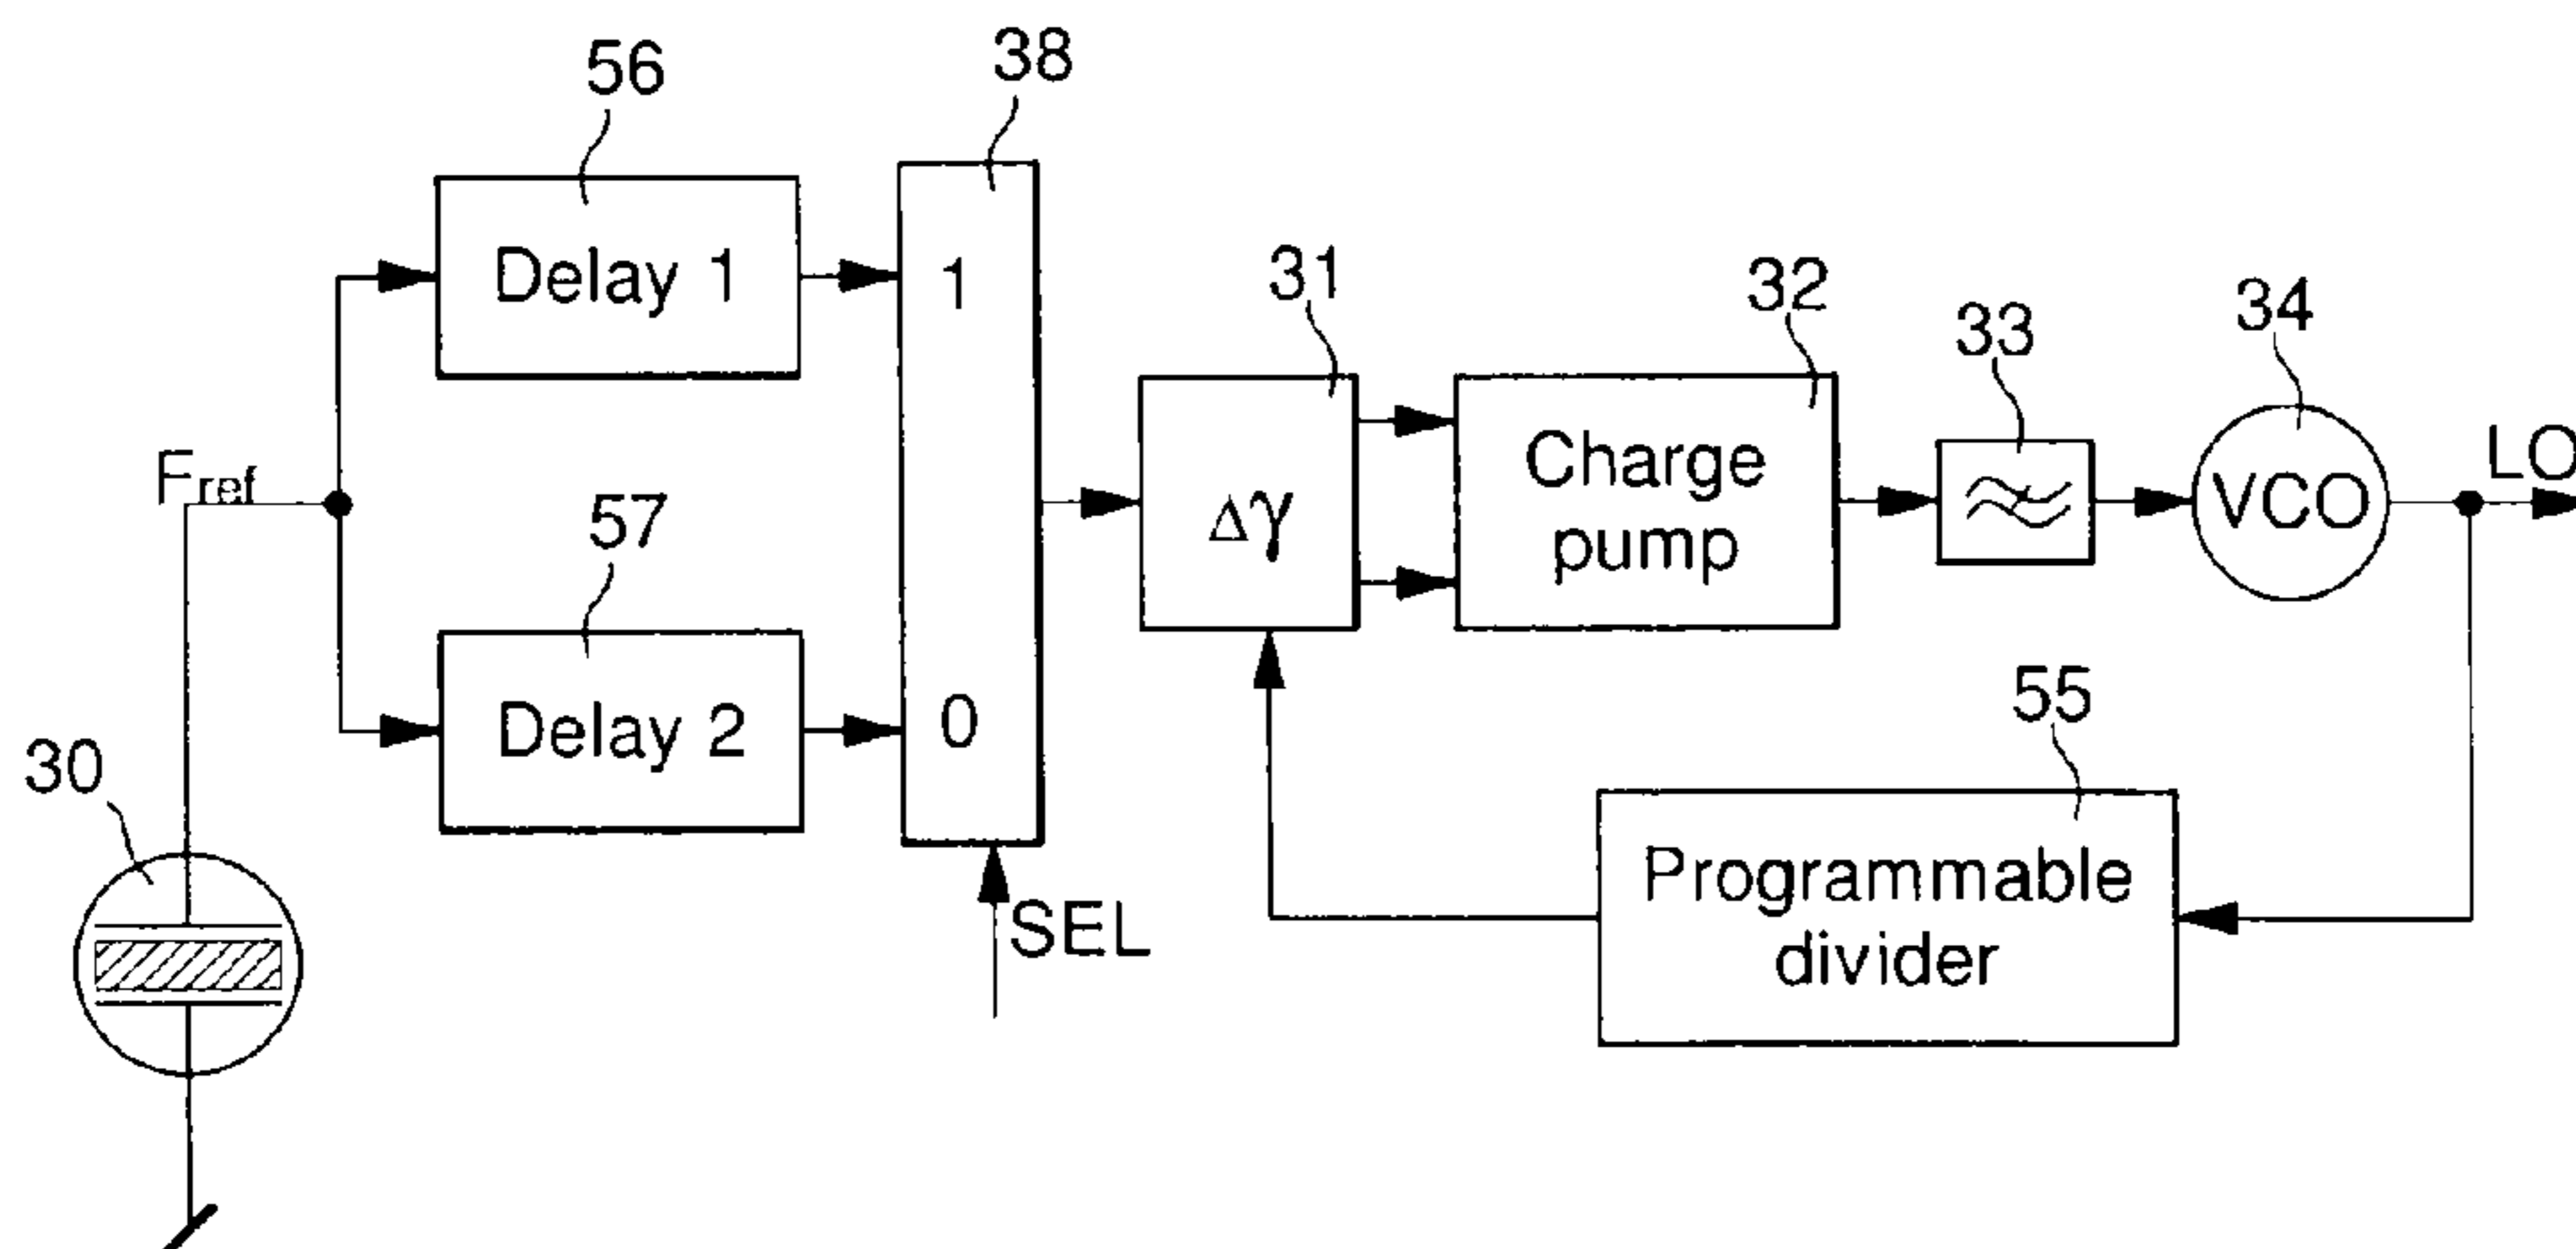 56
38
Delay 1
1
31
32
33
34
F_ref
57
Δγ
Charge
pump
VCO
LO
Delay 2
0
30
SEL
55
Programmable
divider